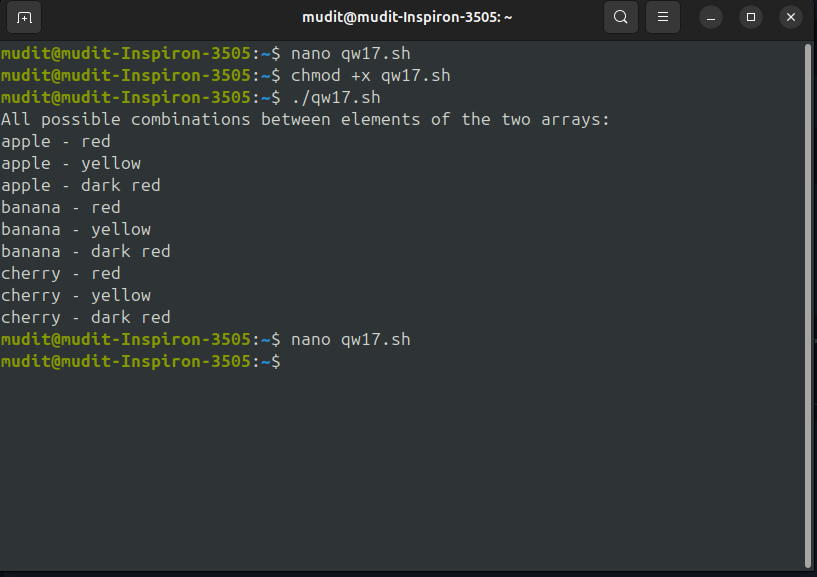 mudit@mudit-Inspiron-3505: ~
mudit@mudit-Inspiron-3505:~$ nano qw17.sh
mudit@mudit-Inspiron-3505:~$ chmod +x qw17.sh
mudit@mudit-Inspiron-3505:~$ ./qw17.sh
All possible combinations between elements of the two arrays:
apple - red
apple - yellow
apple - dark red
banana - red
banana - yellow
banana - dark red
cherry - red
cherry - yellow
cherry - dark red
mudit@mudit-Inspiron-3505:~$ nano qw17.sh
mudit@mudit-Inspiron-3505:~$